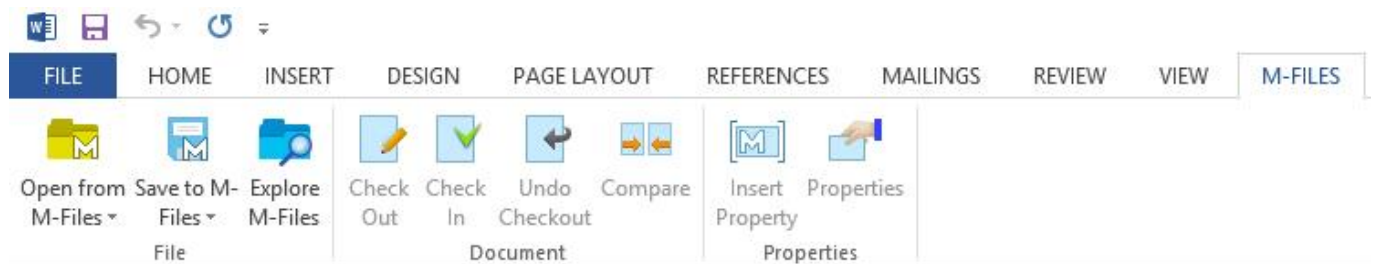 FILE HOME INSERT DESIGN PAGE LAYOUT REFERENCES MAILINGS REVIEW VIEW M-FILES
Open from Save to M- Explore Check Check Undo Compare Insert Properties
M-Files Files M-Files Out In Checkout Property
File Document Properties